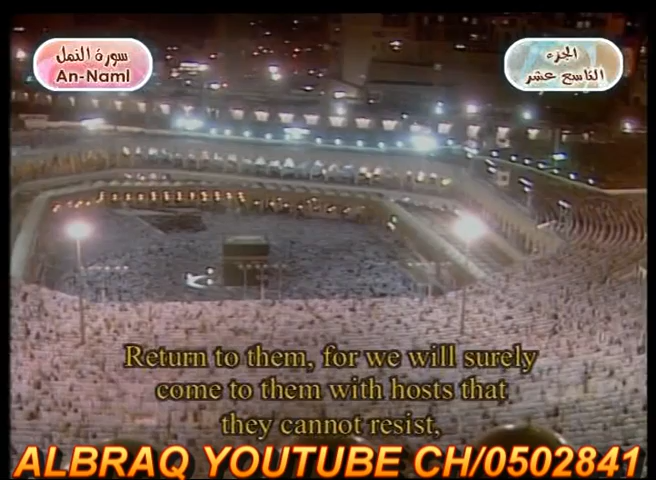 سورة النمل
An-Naml
الجزء
التاسع عشر
Return to them, for we will surely
come to them with hosts that
they cannot resist,
ALBRAQ YOUTUBE CH/0502841